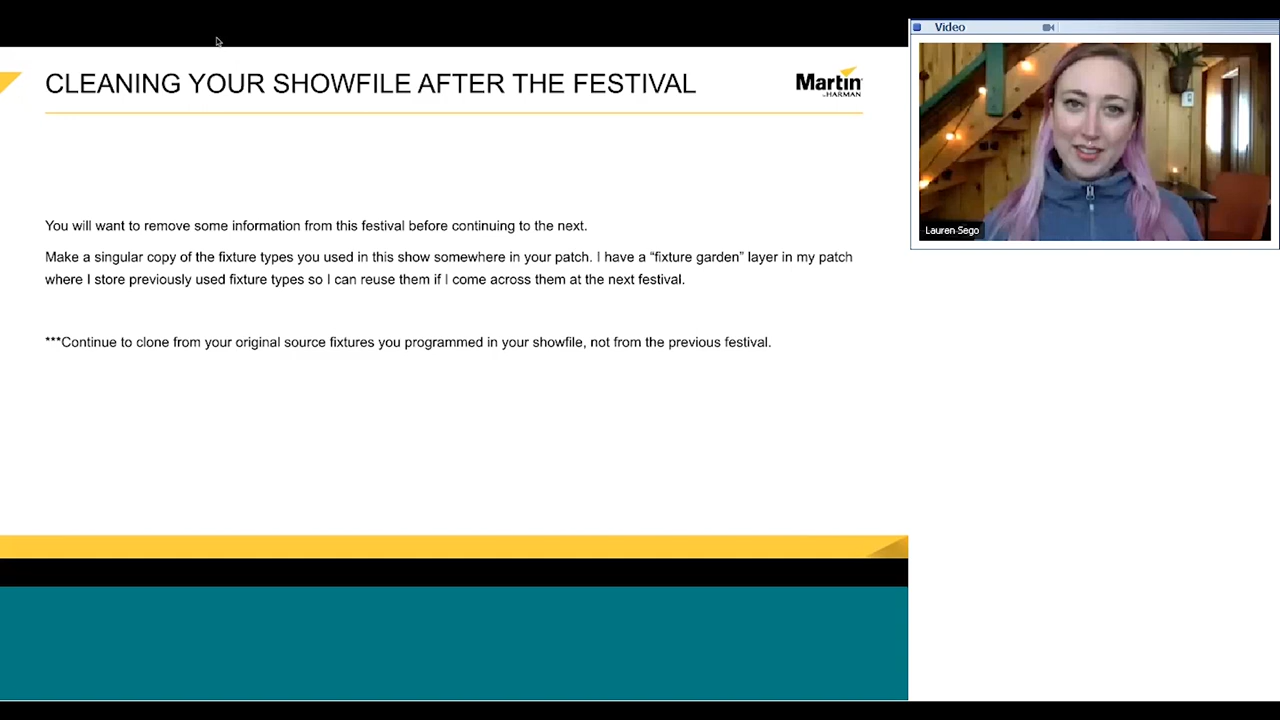 CLEANING YOUR SHOWFILE AFTER THE FESTIVAL
Martin
by HARMAN
You will want to remove some information from this festival before continuing to the next.
Make a singular copy of the fixture types you used in this show somewhere in your patch. I have a “fixture garden” layer in my patch
where I store previously used fixture types so I can reuse them if I come across them at the next festival.
***Continue to clone from your original source fixtures you programmed in your showfile, not from the previous festival.
Video
Lauren Sego